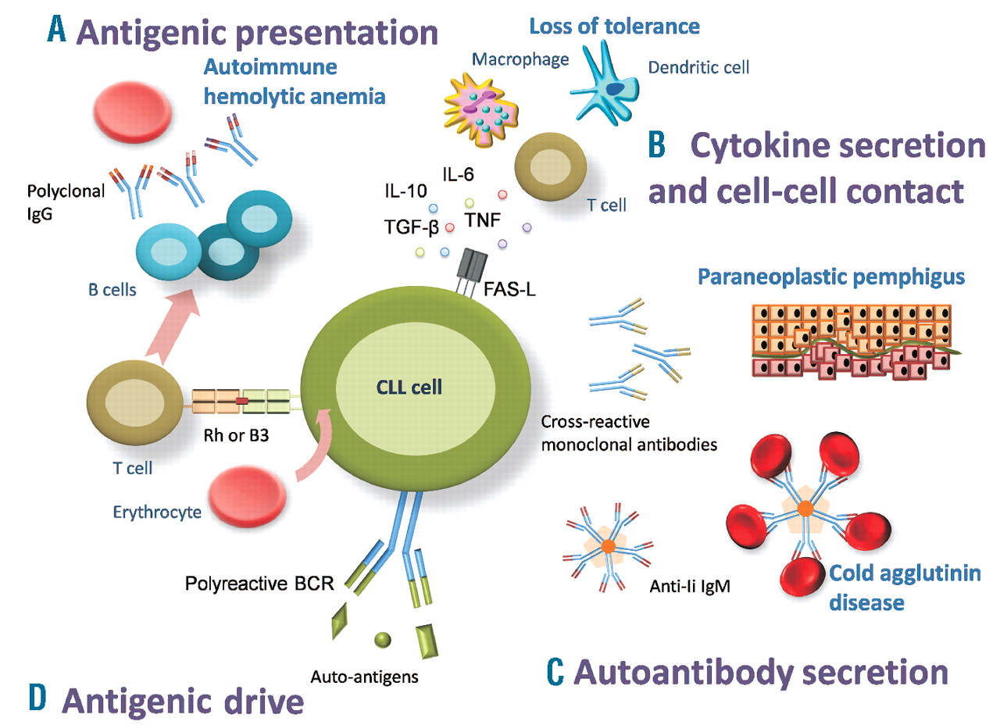 A Antigenic presentation
Autoimmune
hemolytic anemia
Polyclonal
IgG
B cells
T cell
Rh or B3
Erythrocyte
Loss of tolerance
Macrophage
Dendritic cell
B Cytokine secretion
and cell-cell contact
T cell
IL-6
IL-10
TNF
TGF-β
FAS-L
CLL cell
Paraneoplastic pemphigus
Cross-reactive
monoclonal antibodies
Anti-Ii IgM
Cold agglutinin
disease
C Autoantibody secretion
Polyreactive BCR
Auto-antigens
D Antigenic drive